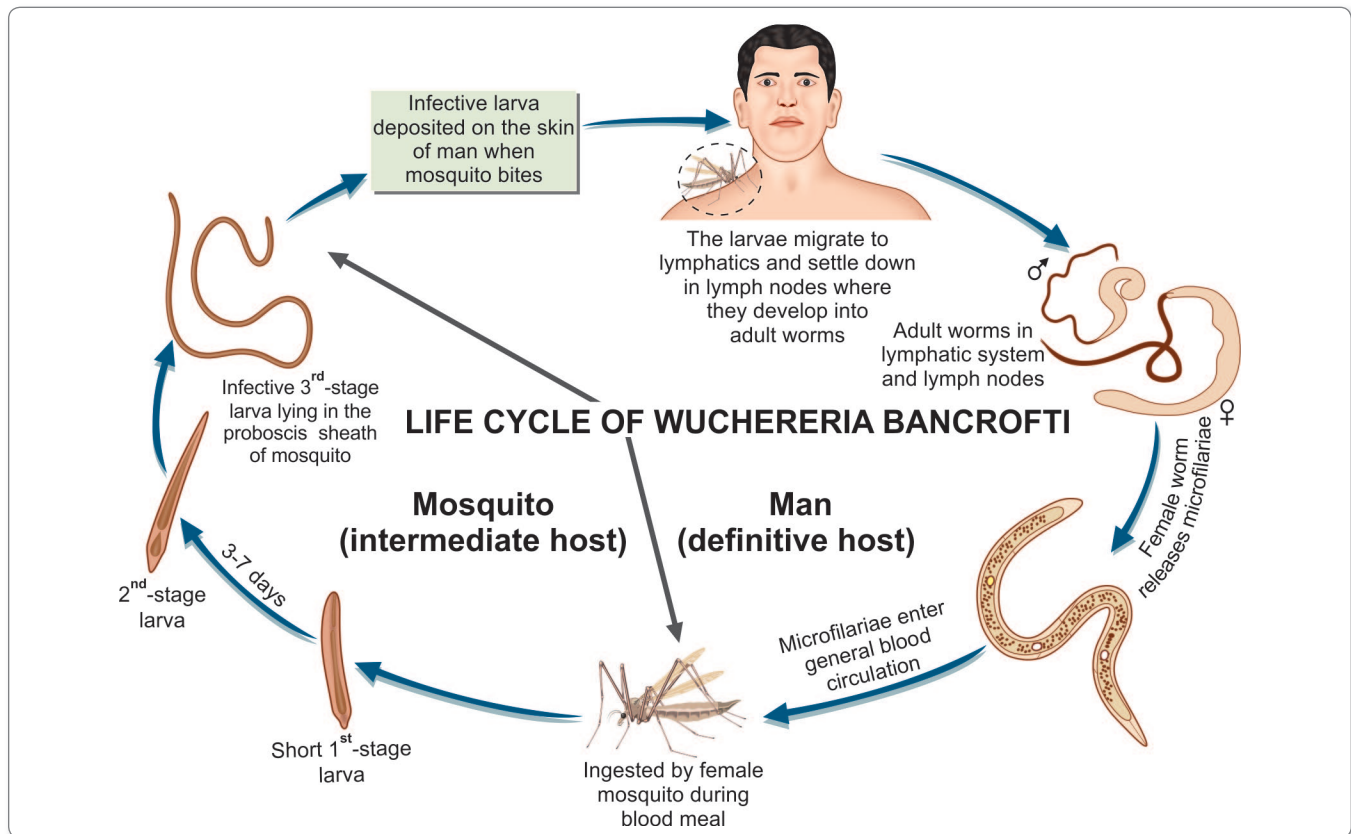 Infective larva
deposited on the skin
of man when
mosquito bites
The larvae migrate to
lymphatics and settle down
in lymph nodes where
they develop into
adult worms
♂
Adult worms in
lymphatic system
and lymph nodes
♀
Female worm
releases microfilariae
Infective 3rd-stage
larva lying in the
proboscis sheath
of mosquito
LIFE CYCLE OF WUCHERERIA BANCROFTI
Mosquito
(intermediate host)
Man
(definitive host)
Microfilariae enter
general blood
circulation
3-7 days
2nd-stage
larva
Short 1st-stage
larva
Ingested by female
mosquito during
blood meal